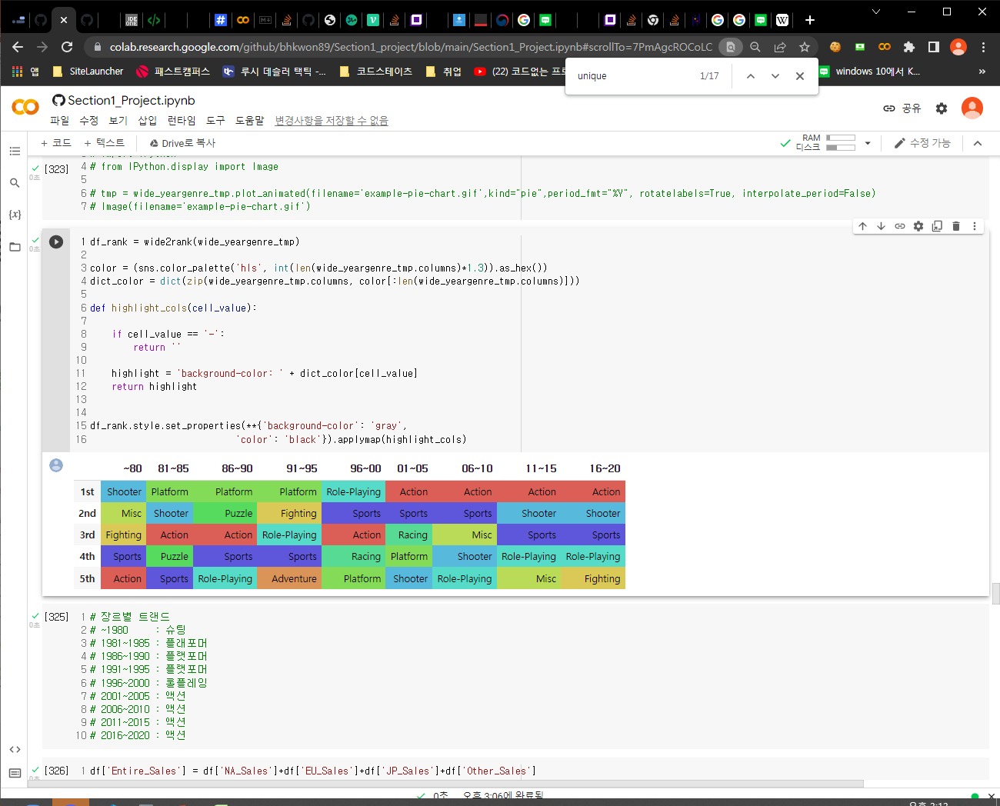 colab.research.google.com/github/bhkwon89/Section1_project/blob/main/Section1_Project.ipynb#scrollTo=7PmAgcROCoLC
앱 SiteLauncher 패스트캠퍼스 루시 데슬러 택틱 -... 코드스테이츠 취업 (22) 코드없는 프로 windows 10에서 K...
unique 1/17
Section1_Project.ipynb
파일 수정 보기 삽입 런타임 도구 도움말 변경사항을 저장할 수 없음
공유
+ 코드 + 텍스트 Drive로 복사
RAM
디스크
수정 가능
[323]
0초
4 # from IPython.display import Image
5
6 # tmp = wide_yeargenre_tmp.plot_animated(filename='example-pie-chart.gif',kind="pie",period_fmt="%Y", rotatelabels=True, interpolate_period=False)
7 # Image(filename='example-pie-chart.gif')
0초
1 df_rank = wide2rank(wide_yeargenre_tmp)
2
3 color = (sns.color_palette('hls', int(len(wide_yeargenre_tmp.columns)*1.3)).as_hex())
4 dict_color = dict(zip(wide_yeargenre_tmp.columns, color[:len(wide_yeargenre_tmp.columns)]))
5
6 def highlight_cols(cell_value):
7
8 if cell_value == '-':
9 return ''
10
11 highlight = 'background-color: ' + dict_color[cell_value]
12 return highlight
13
14
15 df_rank.style.set_properties(**{'background-color': 'gray',
16 'color': 'black'}).applymap(highlight_cols)
~80 81~85 86~90 91~95 96~00 01~05 06~10 11~15 16~20
1st Shooter Platform Platform Platform Role-Playing Action Action Action Action
2nd Misc Shooter Puzzle Fighting Sports Sports Sports Shooter Shooter
3rd Fighting Action Action Role-Playing Action Racing Misc Sports Sports
4th Sports Puzzle Sports Sports Racing Platform Shooter Role-Playing Role-Playing
5th Action Sports Role-Playing Adventure Platform Shooter Role-Playing Misc Fighting
[325]
0초
1 # 장르별 트랜드
2 # ~1980 : 슈팅
3 # 1981~1985 : 플래포머
4 # 1986~1990 : 플랫포머
5 # 1991~1995 : 플랫포머
6 # 1996~2000 : 롤플레잉
7 # 2001~2005 : 액션
8 # 2006~2010 : 액션
9 # 2011~2015 : 액션
10 # 2016~2020 : 액션
[326]
0초
1 df['Entire_Sales'] = df['NA_Sales']+df['EU_Sales']+df['JP_Sales']+df['Other_Sales']
0초 오후 3:06에 완료됨